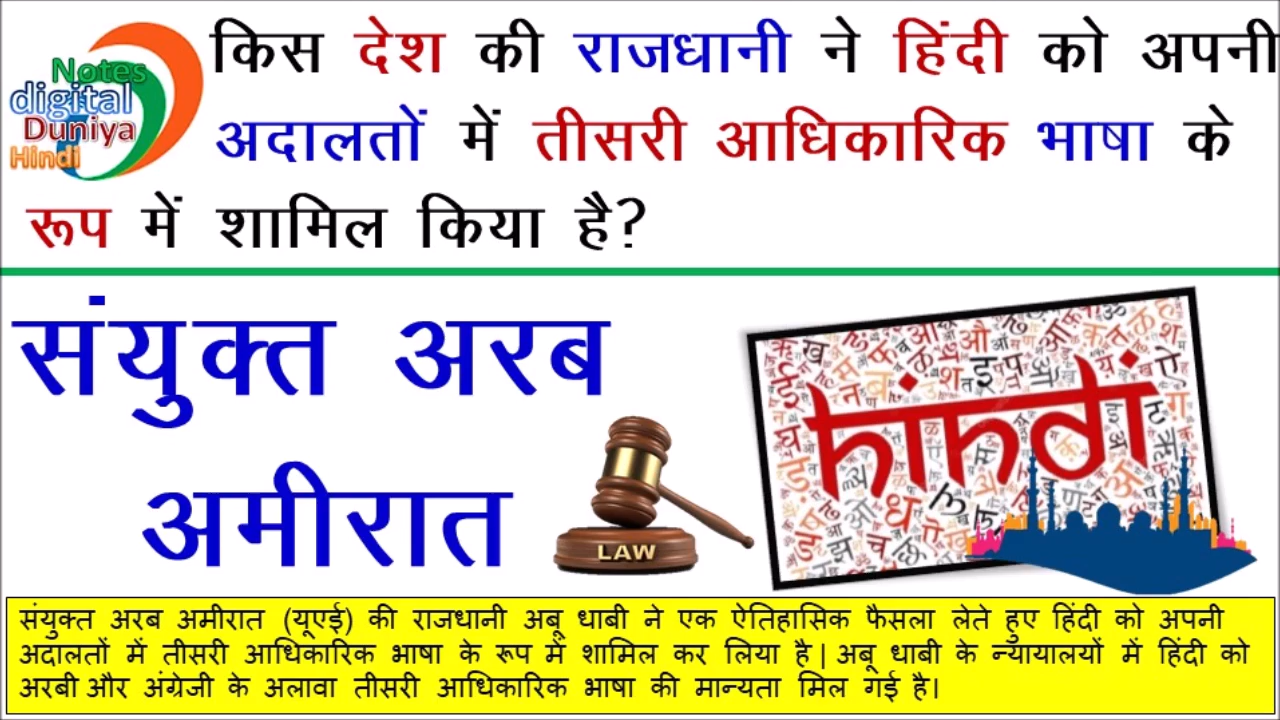 Notes
digital
Duniya
Hindi
किस देश की राजधानी ने हिंदी को अपनी
अदालतों में तीसरी आधिकारिक भाषा के
रूप में शामिल किया है?
संयुक्त अरब
अमीरात
LAW
hindi
संयुक्त अरब अमीरात (यूएई) की राजधानी अबू धाबी ने एक ऐतिहासिक फैसला लेते हुए हिंदी को अपनी
अदालतों में तीसरी आधिकारिक भाषा के रूप में शामिल कर लिया है | अबू धाबी के न्यायालयों में हिंदी को
अरबी और अंग्रेजी के अलावा तीसरी आधिकारिक भाषा की मान्यता मिल गई है।